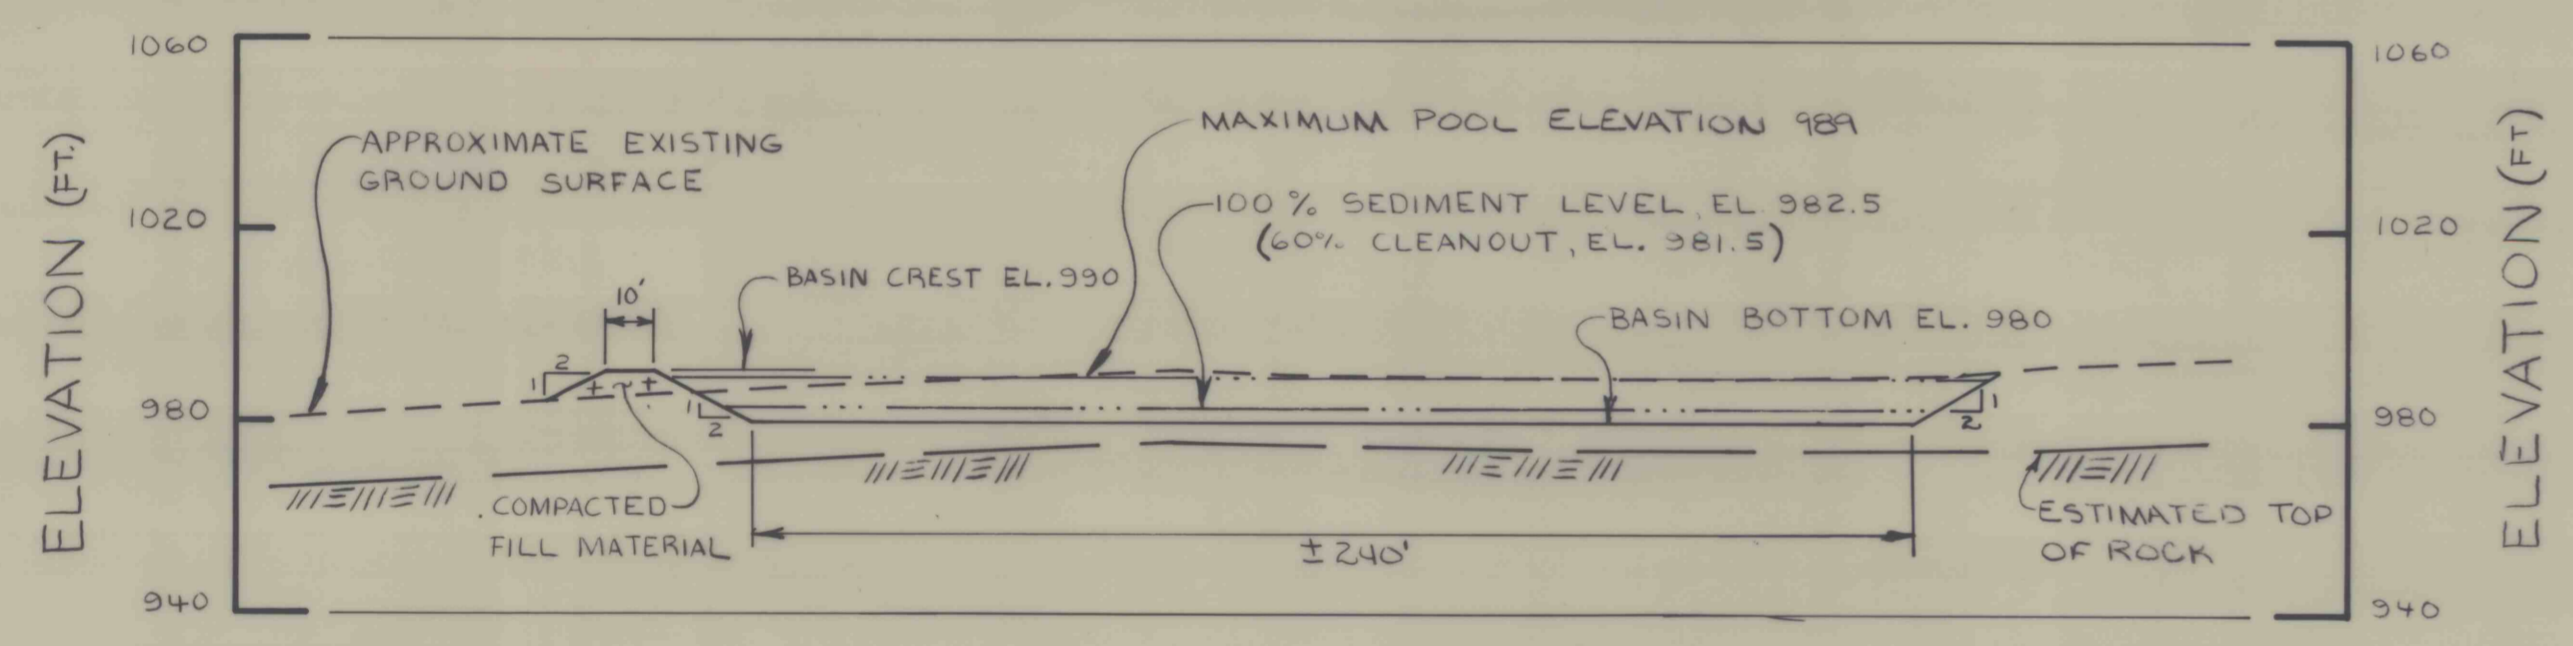 1060
1060
MAXIMUM POOL ELEVATION 989
APPROXIMATE EXISTING
GROUND SURFACE
100 % SEDIMENT LEVEL, EL 982.5
(60% CLEANOUT, EL. 981.5)
1020
1020
ELEVATION (FT.)
ELEVATION (FT)
BASIN CREST EL. 990
10'
BASIN BOTTOM EL. 980
2
1
1
2
1
2
980
980
COMPACTED
FILL MATERIAL
ESTIMATED TOP
OF ROCK
± 240'
940
940